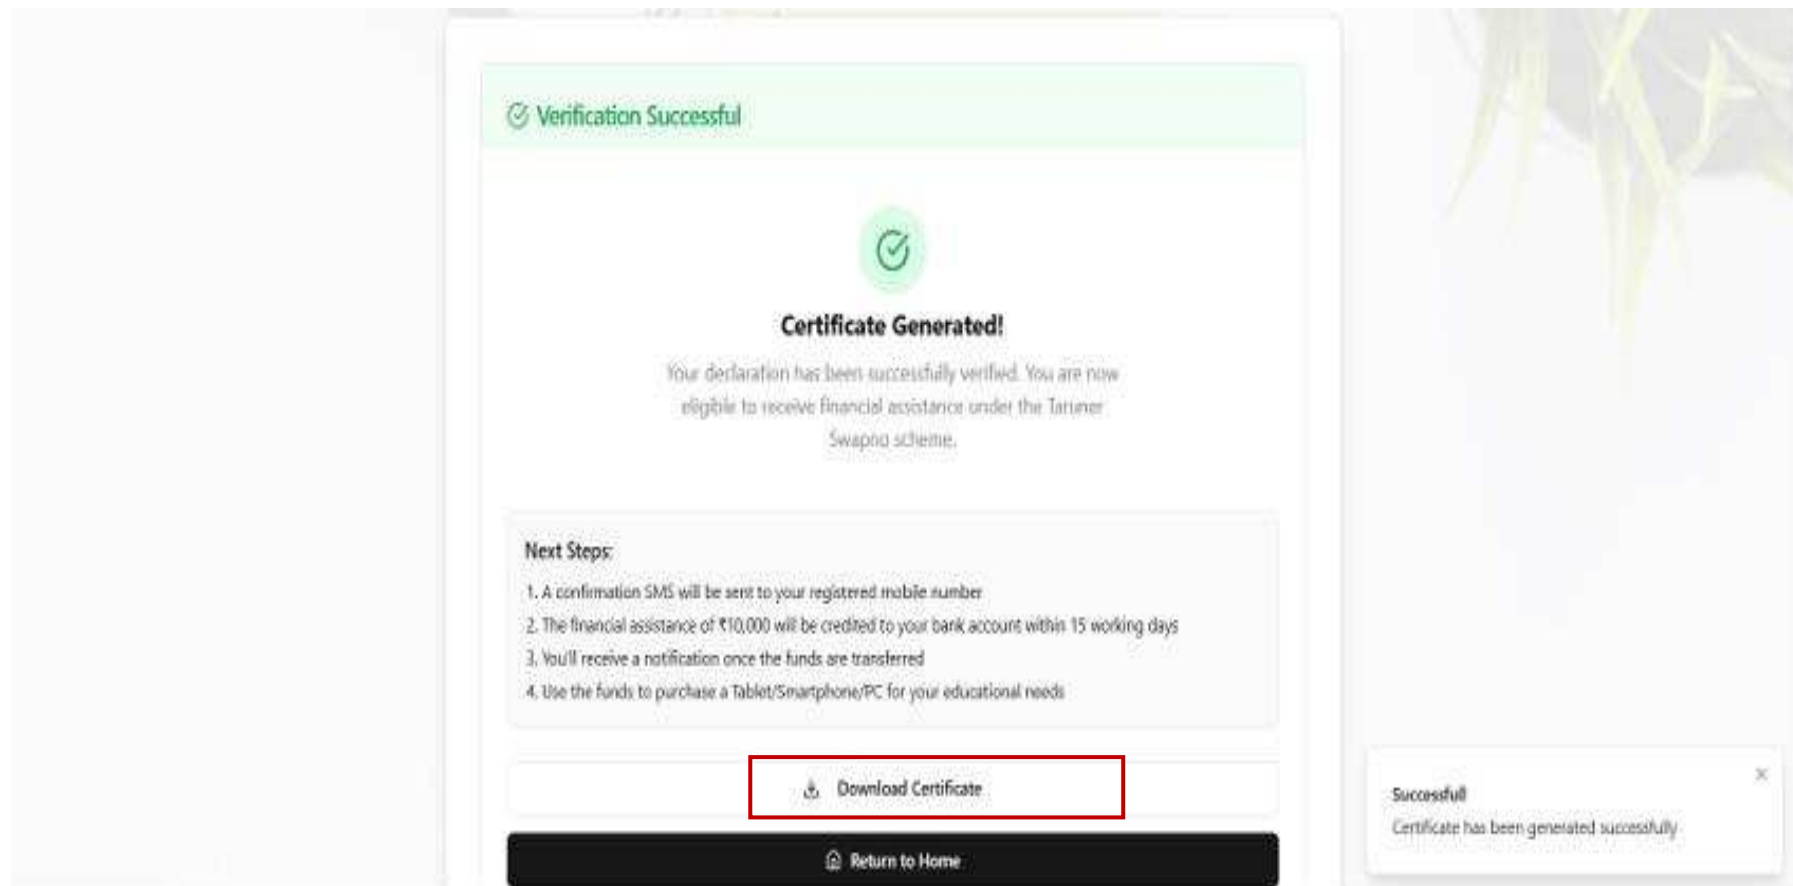 Verification Successful
Certificate Generated!
Your declaration has been successfully verified. You are now
eligible to receive financial assistance under the Taruner
Swapno scheme.
Next Steps:
1. A confirmation SMS will be sent to your registered mobile number
2. The financial assistance of ₹10,000 will be credited to your bank account within 15 working days
3. You'll receive a notification once the funds are transferred
4. Use the funds to purchase a Tablet/Smartphone/PC for your educational needs
Download Certificate
Successful!
Certificate has been generated successfully
Return to Home